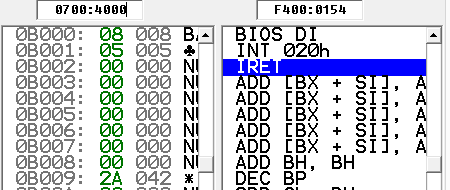 0700:4000 F400:0154
0B000: 08 008 BA BIOS DI
0B001: 05 005 ♣ INT 020h
0B002: 00 000 NU IRET
0B003: 00 000 NU ADD [BX + SI], A
0B004: 00 000 NU ADD [BX + SI], A
0B005: 00 000 NU ADD [BX + SI], A
0B006: 00 000 NU ADD [BX + SI], A
0B007: 00 000 NU ADD [BX + SI], A
0B008: 00 000 NU ADD BH, BH
0B009: 2A 042 * DEC BP